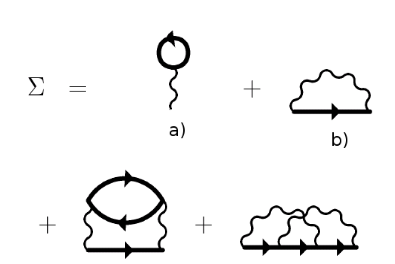 Σ = +
a)
b)
+ +